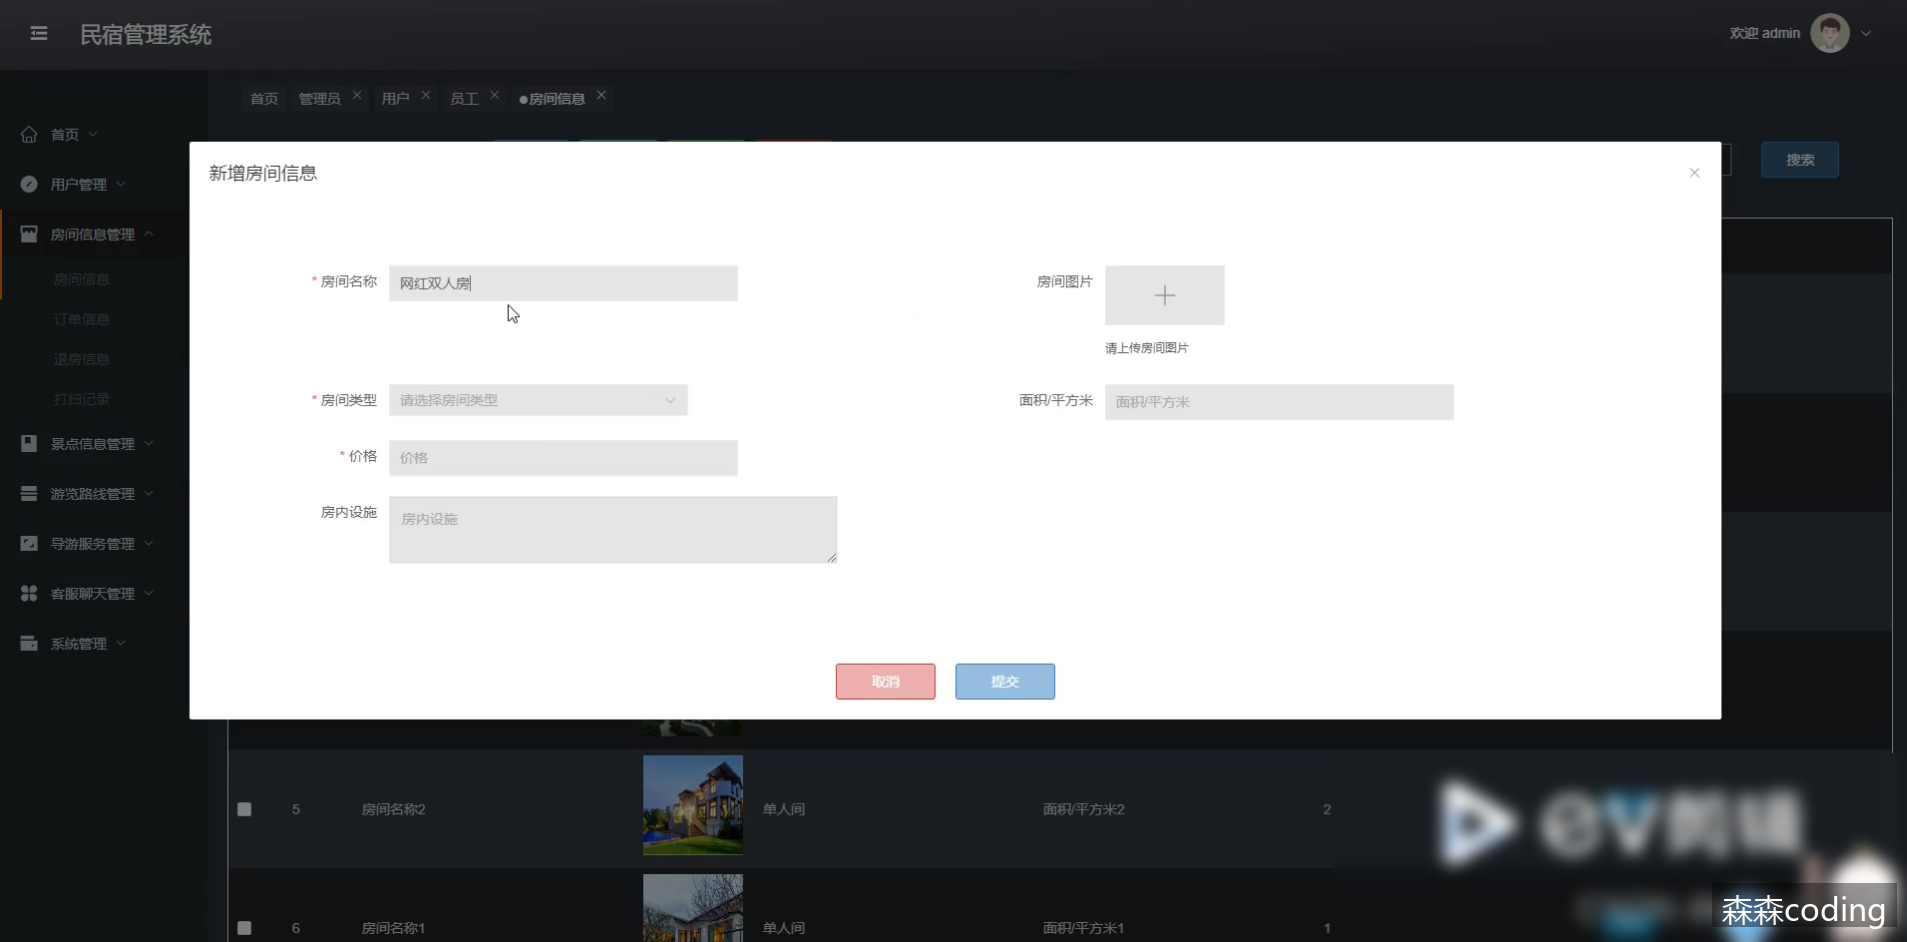 民宿管理系统
欢迎 admin
首页 管理员 用户 员工 房间信息
首页
用户管理
房间信息管理
房间信息
订单信息
退房信息
打扫记录
景点信息管理
游览路线管理
导游服务管理
客服聊天管理
系统管理
搜索
新增房间信息
* 房间名称 网红双人房
房间图片
请上传房间图片
* 房间类型 请选择房间类型
面积/平方米 面积/平方米
* 价格 价格
房内设施 房内设施
取消 提交
5 房间名称2 单人间 面积/平方米2 2
6 房间名称1 单人间 面积/平方米1 1
ev剪辑
森森coding